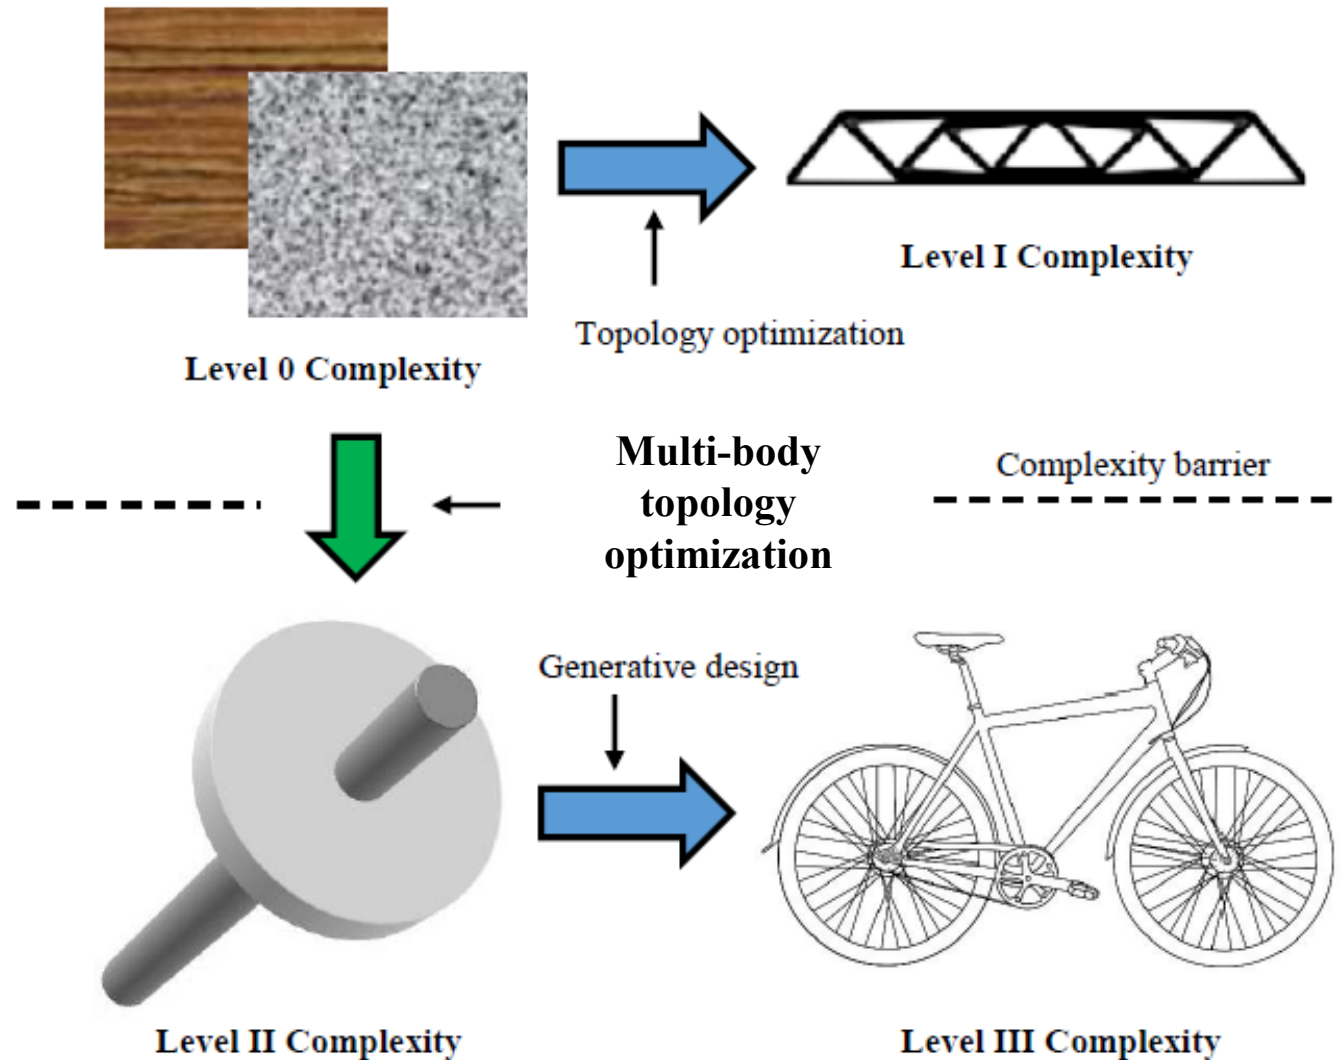 Level I Complexity
Topology optimization
Level 0 Complexity
Multi-body
topology
optimization
Complexity barrier
Generative design
Level II Complexity
Level III Complexity